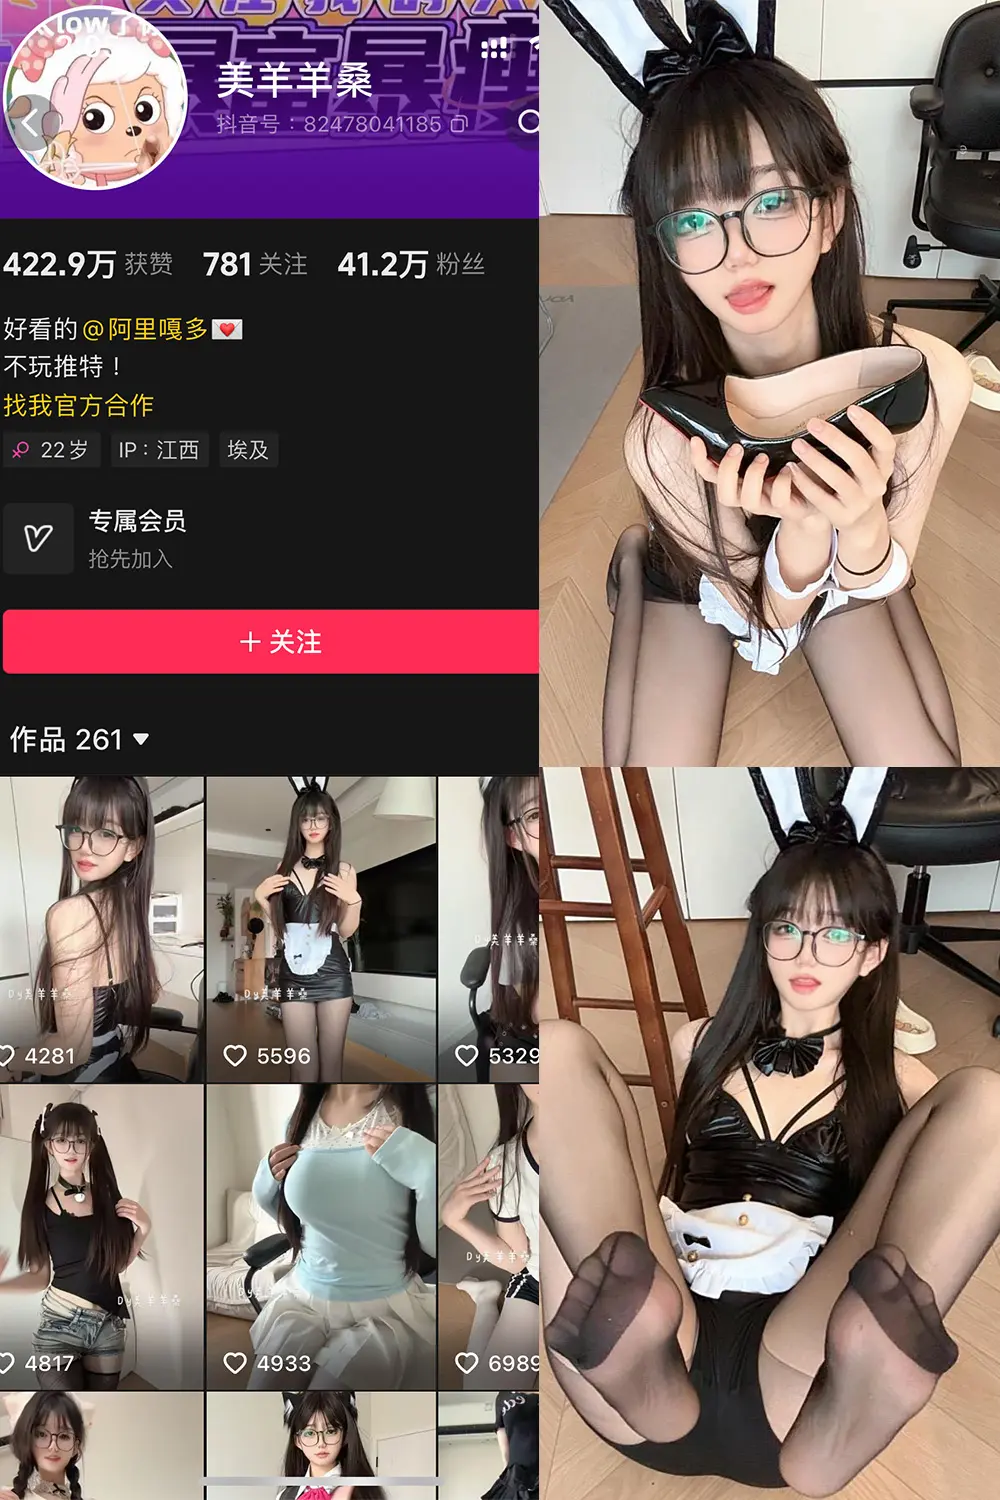 美羊羊桑
抖音号：82478041185
422.9万 获赞 781 关注 41.2万 粉丝
好看的@阿里嘎多
不玩推特！
找我官方合作
22岁 IP：江西 埃及
专属会员
抢先加入
＋ 关注
作品 261
Dy美羊羊桑
Dy美羊羊桑
Dy美羊羊桑
4281 5596 5329
Dy美羊羊桑
Dy美羊羊桑
Dy美羊羊桑
4817 4933 6989